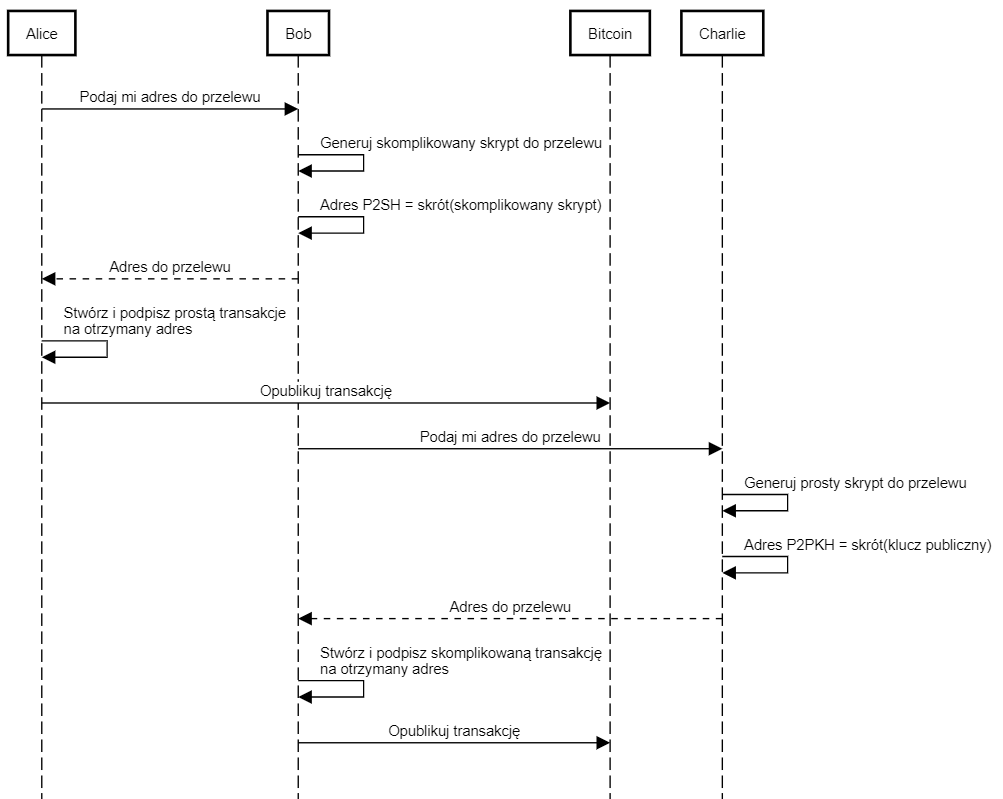 Alice
Bob
Bitcoin
Charlie
Podaj mi adres do przelewu
Generuj skomplikowany skrypt do przelewu
Adres P2SH = skrót(skomplikowany skrypt)
Adres do przelewu
Stwórz i podpisz prostą transakcje
na otrzymany adres
Opublikuj transakcję
Podaj mi adres do przelewu
Generuj prosty skrypt do przelewu
Adres P2PKH = skrót(klucz publiczny)
Adres do przelewu
Stwórz i podpisz skomplikowaną transakcję
na otrzymany adres
Opublikuj transakcję